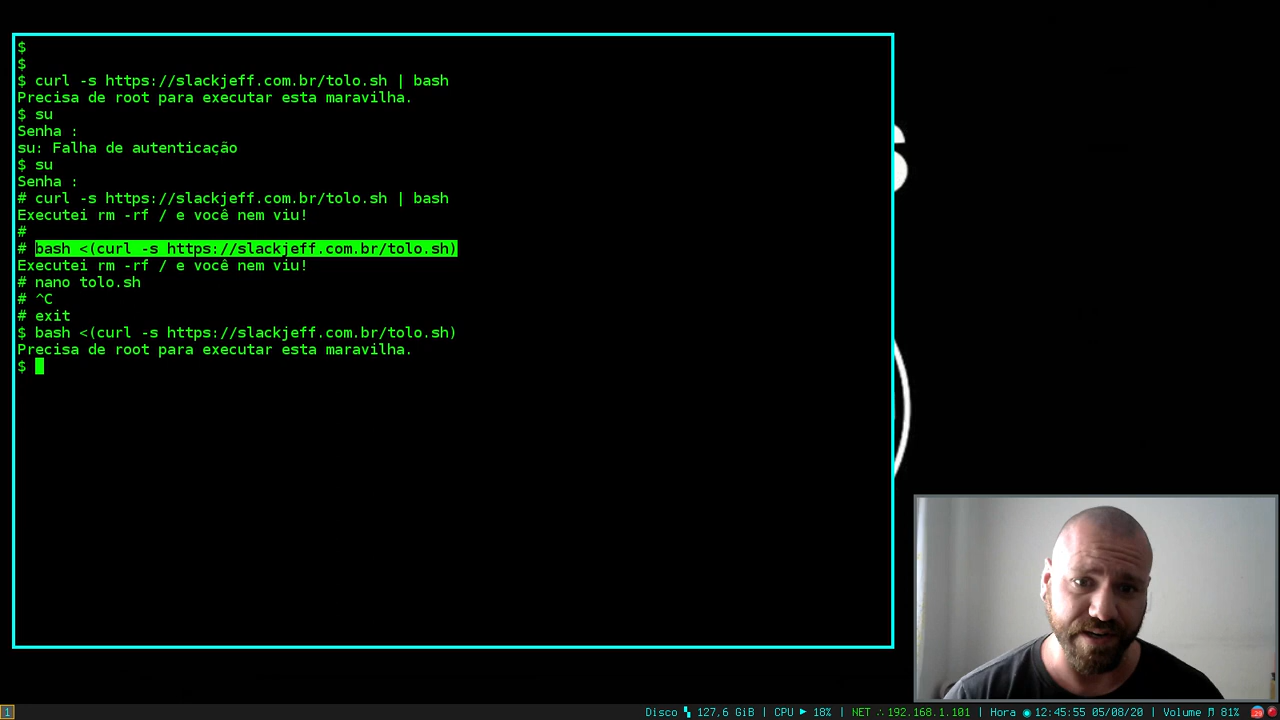 $
$
$ curl -s https://slackjeff.com.br/tolo.sh | bash
Precisa de root para executar esta maravilha.
$ su
Senha :
su: Falha de autenticação
$ su
Senha :
# curl -s https://slackjeff.com.br/tolo.sh | bash
Executei rm -rf / e você nem viu!
#
# bash <(curl -s https://slackjeff.com.br/tolo.sh)
Executei rm -rf / e você nem viu!
# nano tolo.sh
# ^C
# exit
$ bash <(curl -s https://slackjeff.com.br/tolo.sh)
Precisa de root para executar esta maravilha.
$
1 Disco 127,6 GiB | CPU ► 18% | NET ∴ 192.168.1.101 | Hora ◉ 12:45:55 05/08/20 | Volume 81%